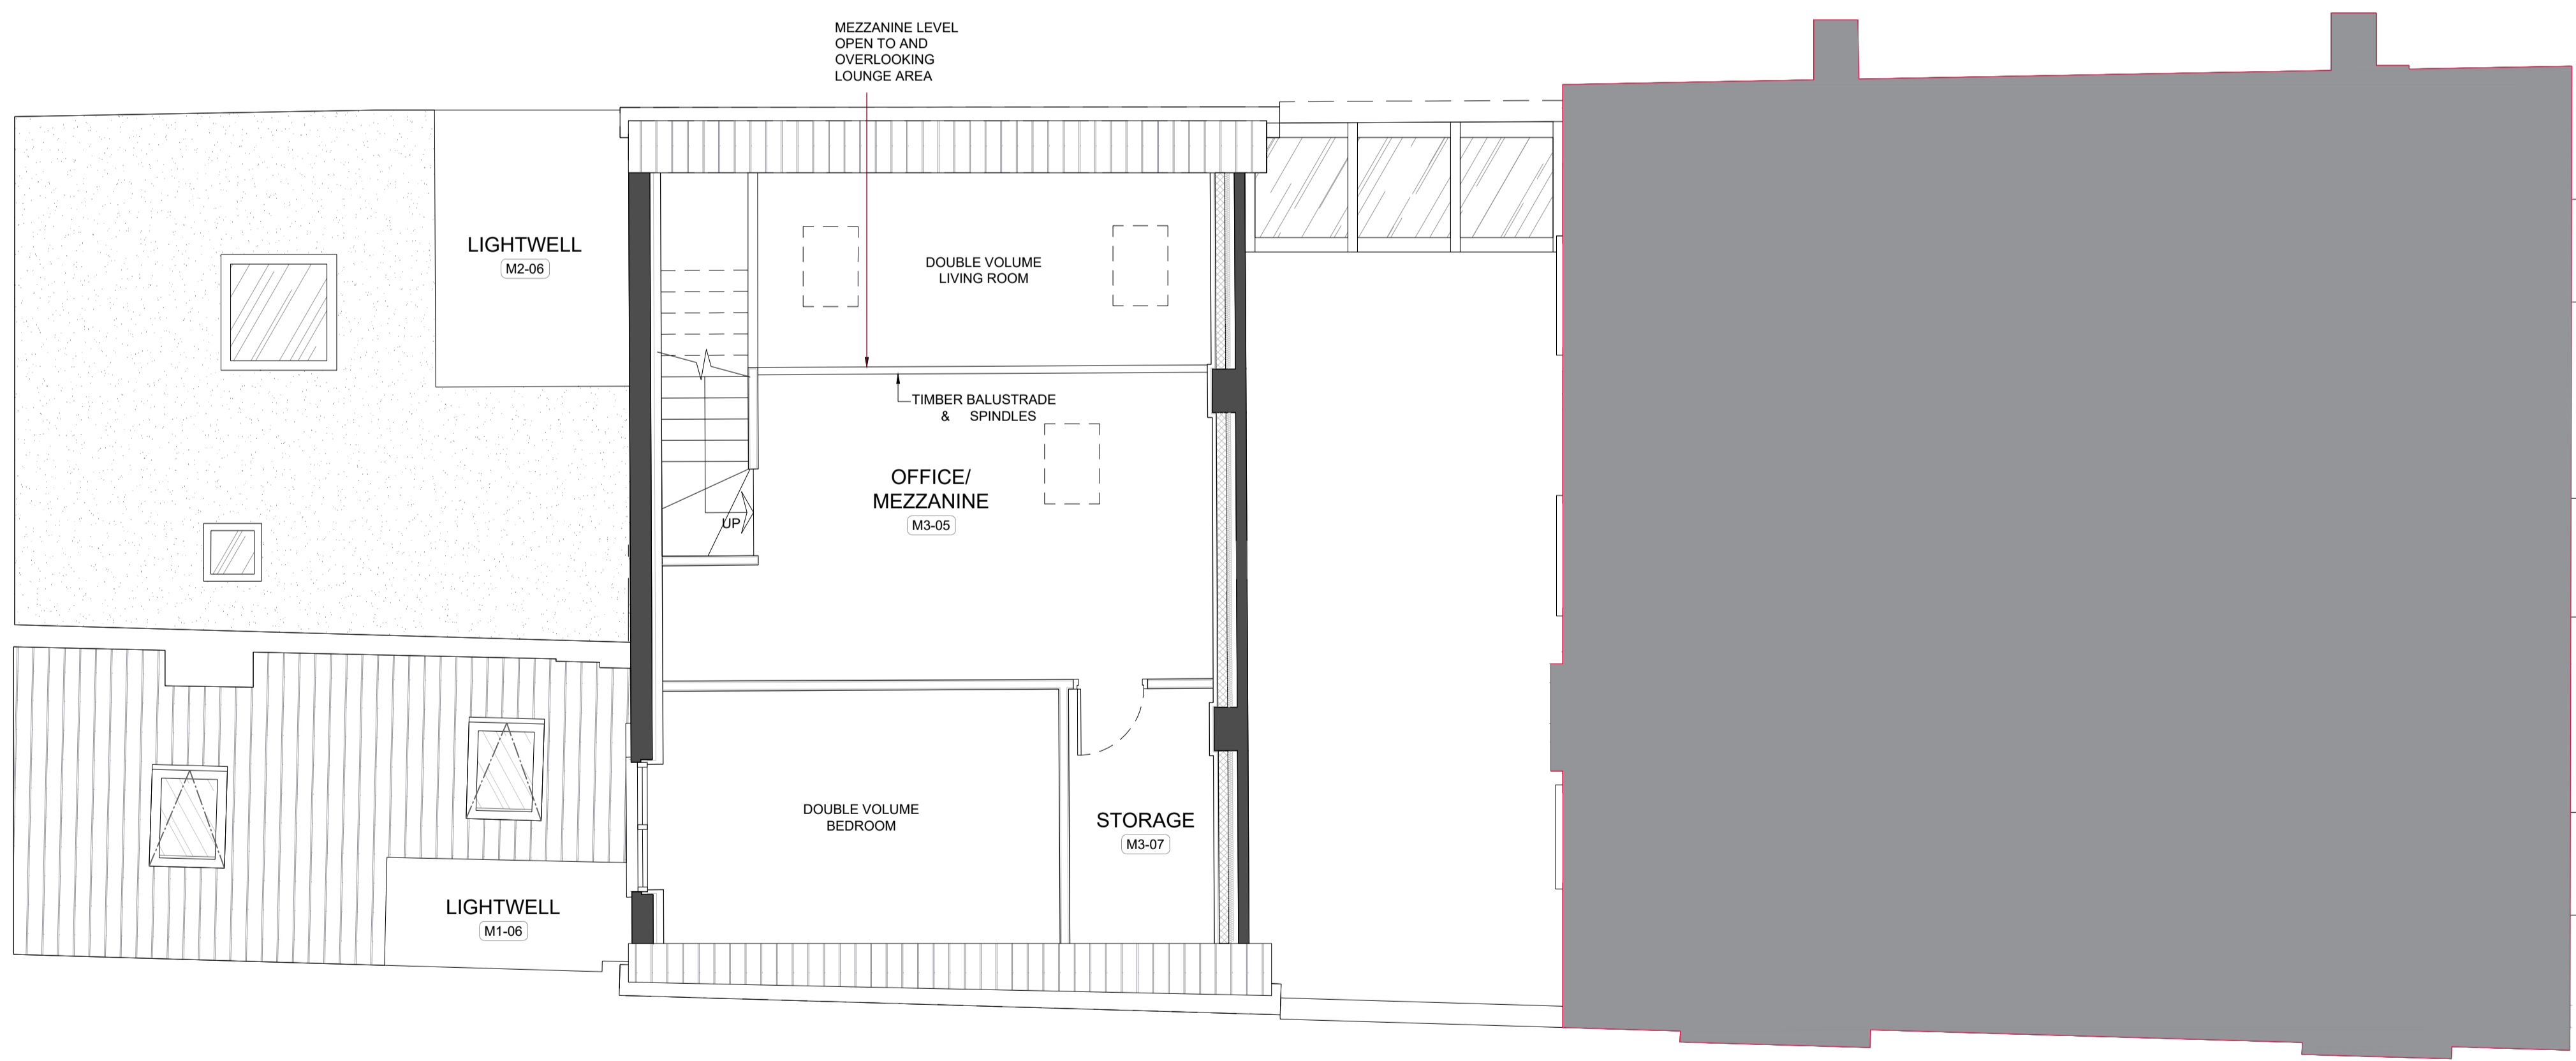 MEZZANINE LEVEL
OPEN TO AND
OVERLOOKING
LOUNGE AREA
LIGHTWELL
M2-06
DOUBLE VOLUME
LIVING ROOM
TIMBER BALUSTRADE
& SPINDLES
OFFICE/
MEZZANINE
M3-05
UP
DOUBLE VOLUME
BEDROOM
STORAGE
M3-07
LIGHTWELL
M1-06